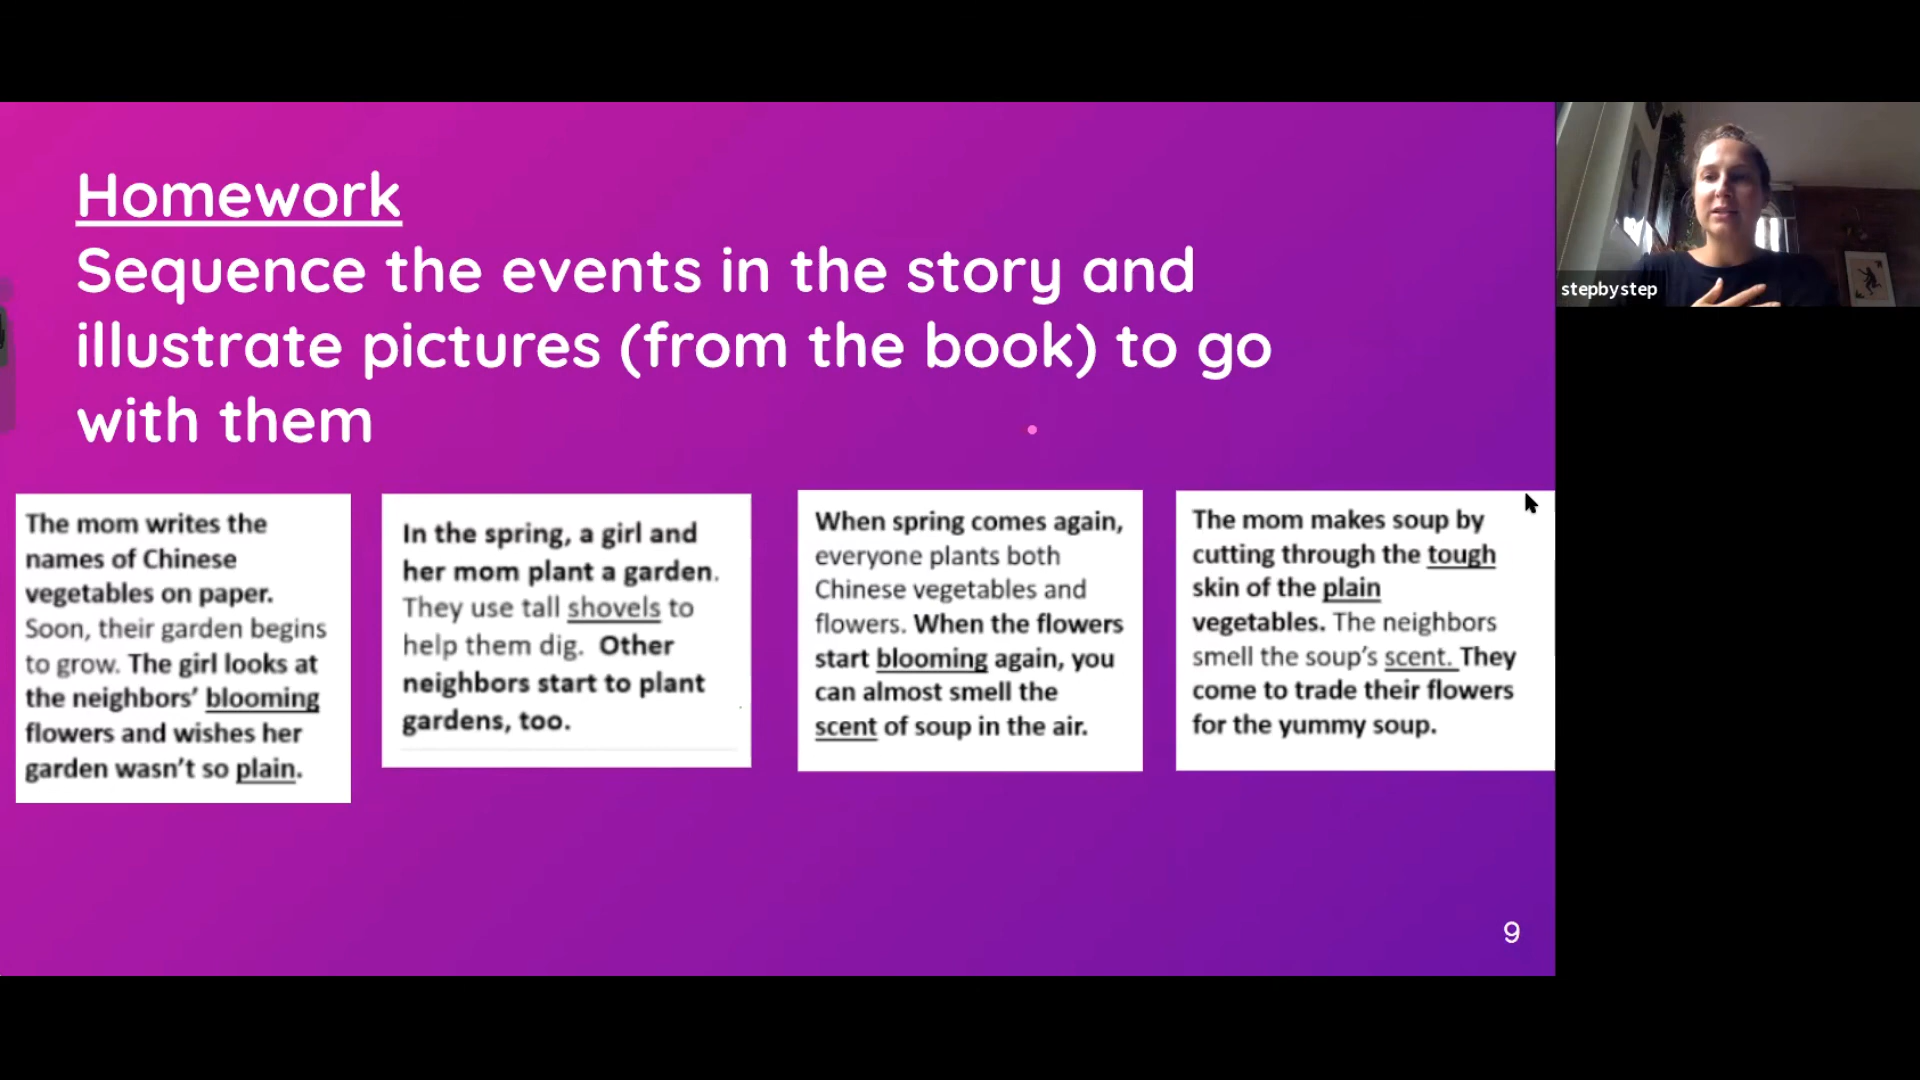 Homework
Sequence the events in the story and
illustrate pictures (from the book) to go
with them
The mom writes the
names of Chinese
vegetables on paper.
Soon, their garden begins
to grow. The girl looks at
the neighbors’ blooming
flowers and wishes her
garden wasn’t so plain.
In the spring, a girl and
her mom plant a garden.
They use tall shovels to
help them dig. Other
neighbors start to plant
gardens, too.
When spring comes again,
everyone plants both
Chinese vegetables and
flowers. When the flowers
start blooming again, you
can almost smell the
scent of soup in the air.
The mom makes soup by
cutting through the tough
skin of the plain
vegetables. The neighbors
smell the soup’s scent. They
come to trade their flowers
for the yummy soup.
9
stepbystep